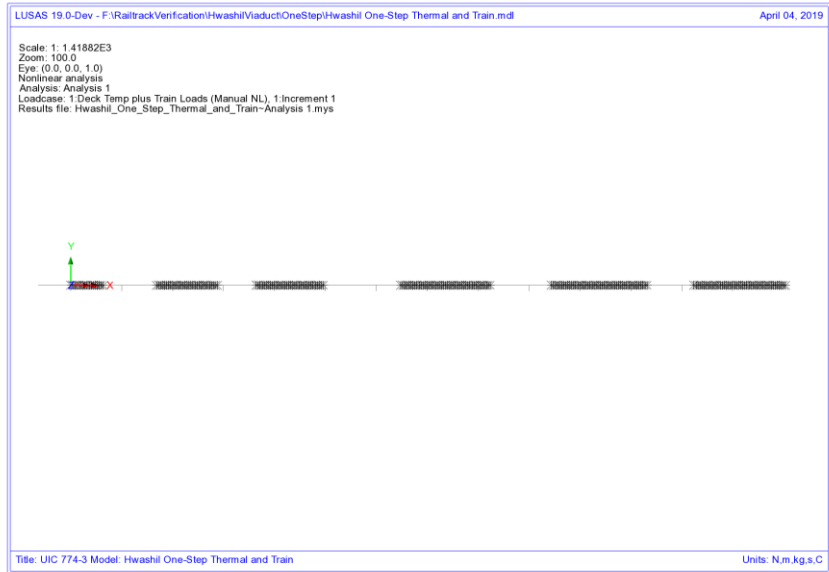 LUSAS 19.0-Dev - F:\RailtrackVerification\HwashilViaduct\OneStep\Hwashil One-Step Thermal and Train.mdl April 04, 2019
Scale: 1: 1.41882E3
Zoom: 100.0
Eye: (0.0, 0.0, 1.0)
Nonlinear analysis
Analysis: Analysis 1
Loadcase: 1:Deck Temp plus Train Loads (Manual NL), 1:Increment 1
Results file: Hwashil_One_Step_Thermal_and_Train~Analysis 1.mys
Y
Z X
Title: UIC 774-3 Model: Hwashil One-Step Thermal and Train Units: N,m,kg,s,C